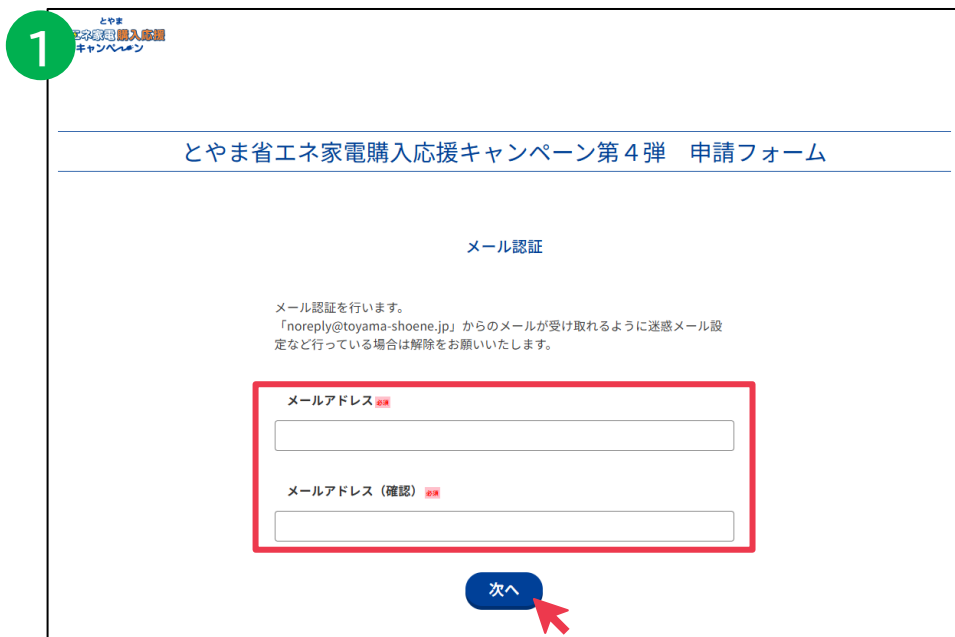 1
とやま
エネ家電 購入応援
キャンペーン
とやま省エネ家電購入応援キャンペーン第４弾　申請フォーム
メール認証
メール認証を行います。
「noreply@toyama-shoene.jp」からのメールが受け取れるように迷惑メール設
定など行っている場合は解除をお願いいたします。
メールアドレス 必須
メールアドレス（確認） 必須
次へ